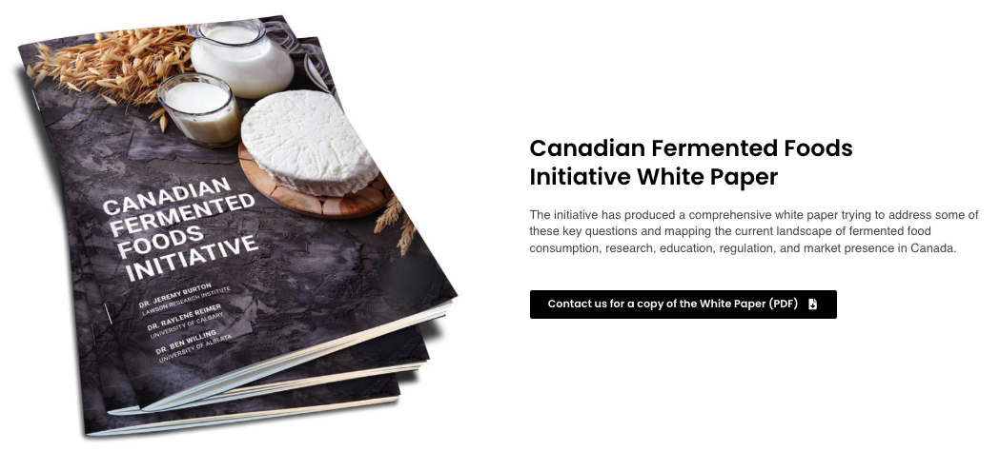 CANADIAN
FERMENTED
FOODS
INITIATIVE
DR. JEREMY BURTON
LAWSON RESEARCH INSTITUTE
DR. RAYLENE REIMER
UNIVERSITY OF CALGARY
DR. BEN WILLING
UNIVERSITY OF ALBERTA
Canadian Fermented Foods
Initiative White Paper
The initiative has produced a comprehensive white paper trying to address some of
these key questions and mapping the current landscape of fermented food
consumption, research, education, regulation, and market presence in Canada.
Contact us for a copy of the White Paper (PDF)